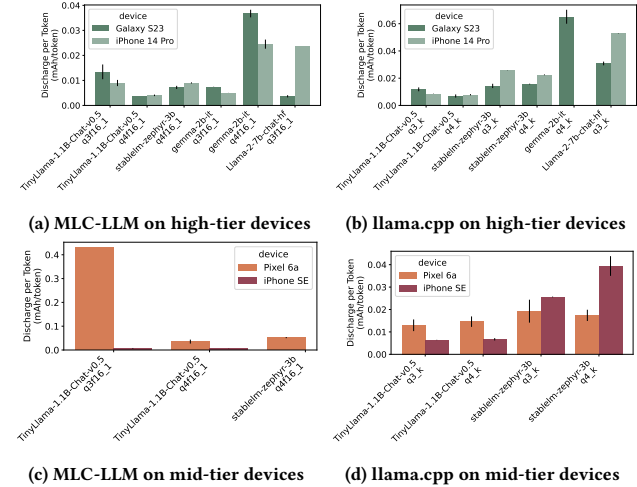 Discharge per Token
(mAh/token)
0.04
0.03
0.02
0.01
0.00
device
Galaxy S23
iPhone 14 Pro
TinyLlama-1.1B-Chat-v0.5
q3f16_1
TinyLlama-1.1B-Chat-v0.5
q4f16_1
stablelm-zephyr-3b
q4f16_1
gemma-2b-it
q3f16_1
gemma-2b-it
q4f16_1
Llama-2-7b-chat-hf
q3f16_1
(a) MLC-LLM on high-tier devices
Discharge per Token
(mAh/token)
0.06
0.04
0.02
0.00
device
Galaxy S23
iPhone 14 Pro
TinyLlama-1.1B-Chat-v0.5
q3_k
TinyLlama-1.1B-Chat-v0.5
q4_k
stablelm-zephyr-3b
q3_k
stablelm-zephyr-3b
q4_k
gemma-2b-it
q4_k
Llama-2-7b-chat-hf
q3_k
(b) llama.cpp on high-tier devices
Discharge per Token
(mAh/token)
0.4
0.3
0.2
0.1
0.0
device
Pixel 6a
iPhone SE
TinyLlama-1.1B-Chat-v0.5
q3f16_1
TinyLlama-1.1B-Chat-v0.5
q4f16_1
stablelm-zephyr-3b
q4f16_1
(c) MLC-LLM on mid-tier devices
Discharge per Token
(mAh/token)
0.04
0.03
0.02
0.01
0.00
device
Pixel 6a
iPhone SE
TinyLlama-1.1B-Chat-v0.5
q3_k
TinyLlama-1.1B-Chat-v0.5
q4_k
stablelm-zephyr-3b
q3_k
stablelm-zephyr-3b
q4_k
(d) llama.cpp on mid-tier devices